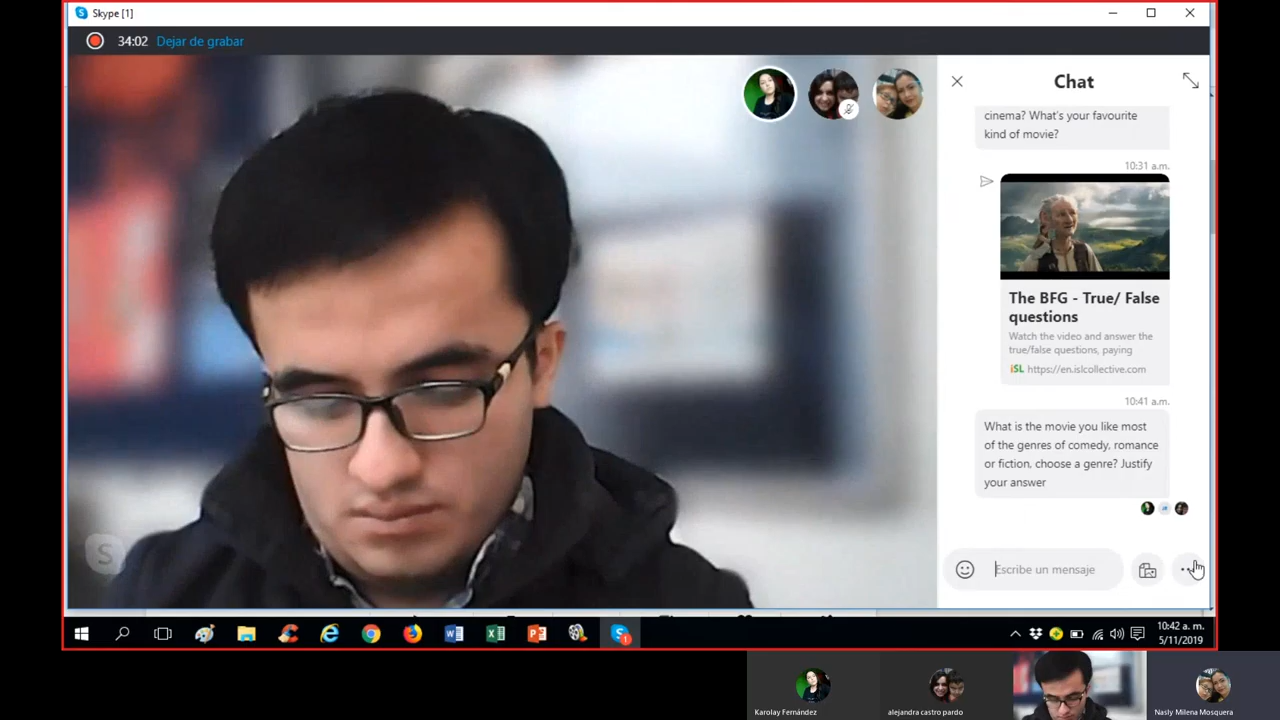 Skype [1]
34:02 Dejar de grabar
Chat
cinema? What's your favourite
kind of movie?
10:31 a.m.
The BFG - True/ False
questions
Watch the video and answer the
true/false questions, paying
iSL https://en.islcollective.com
10:41 a.m.
What is the movie you like most
of the genres of comedy, romance
or fiction, choose a genre? Justify
your answer
Escribe un mensaje
10:42 a. m.
5/11/2019
Karolay Fernández
alejandra castro pardo
Nasly Milena Mosquera